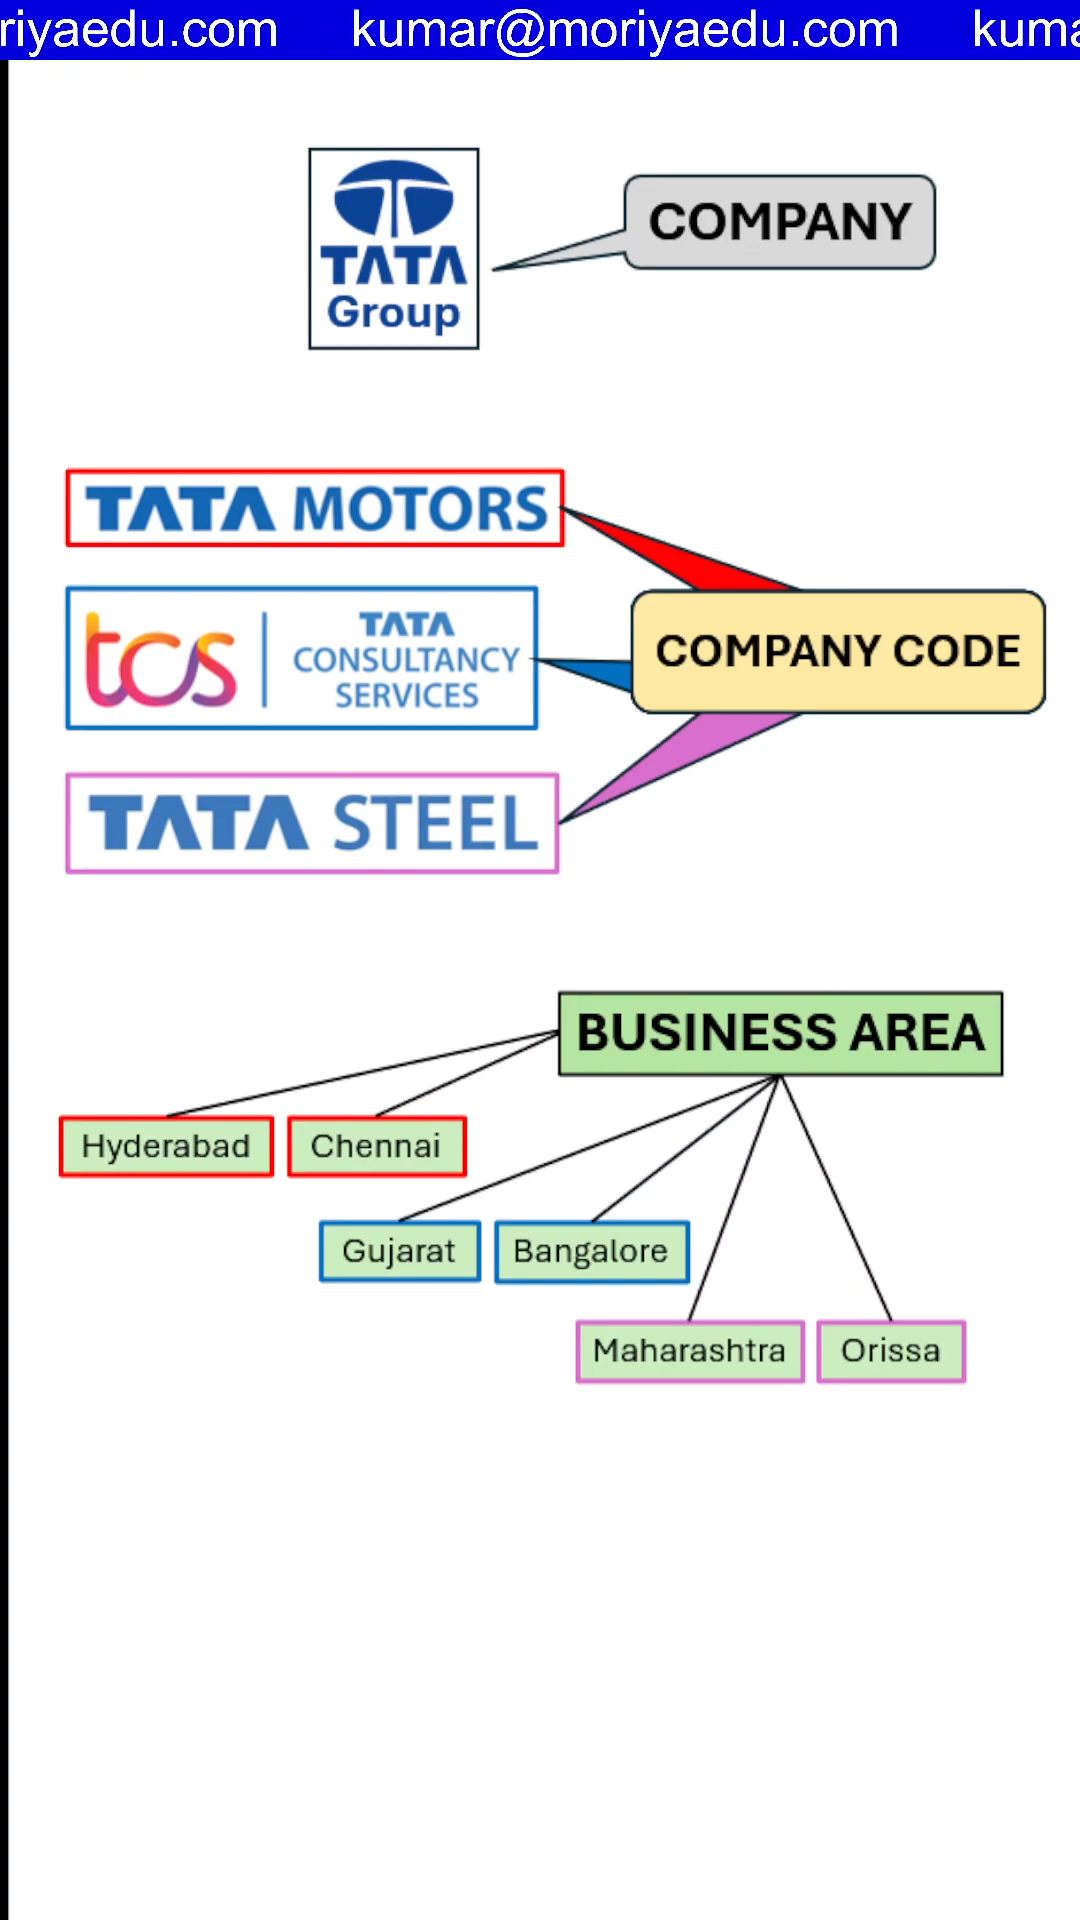 riyaedu.com kumar@moriyaedu.com kuma
TATA
Group
COMPANY
TATA MOTORS
tcs
TATA
CONSULTANCY
SERVICES
COMPANY CODE
TATA STEEL
BUSINESS AREA
Hyderabad Chennai
Gujarat Bangalore
Maharashtra Orissa